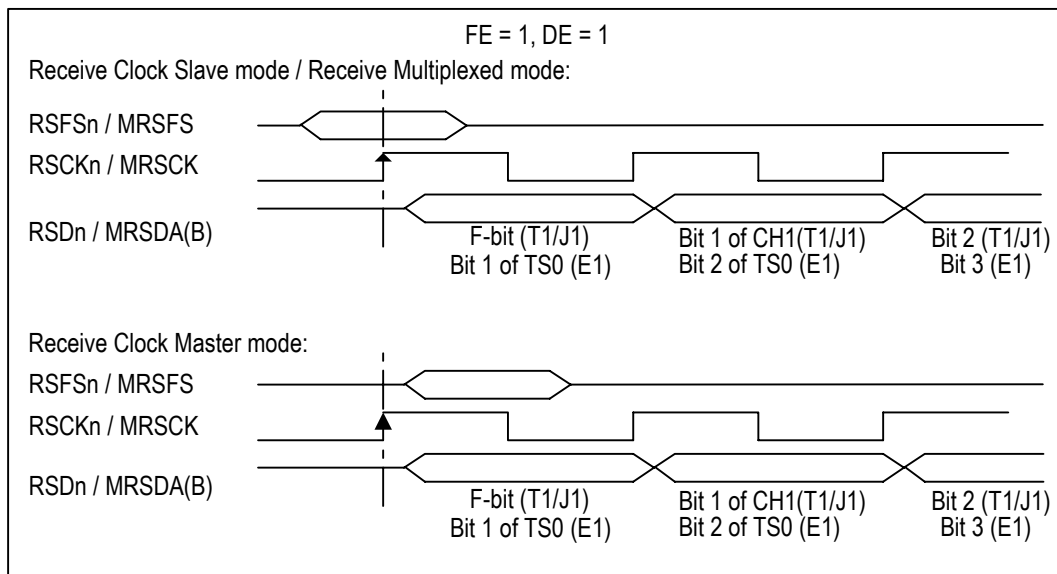 FE = 1, DE = 1
Receive Clock Slave mode / Receive Multiplexed mode:
RSFSn / MRSFS
RSCKn / MRSCK
RSDn / MRSDA(B)
F-bit (T1/J1)
Bit 1 of TS0 (E1)
Bit 1 of CH1(T1/J1)
Bit 2 of TS0 (E1)
Bit 2 (T1/J1)
Bit 3 (E1)
Receive Clock Master mode:
RSFSn / MRSFS
RSCKn / MRSCK
RSDn / MRSDA(B)
F-bit (T1/J1)
Bit 1 of TS0 (E1)
Bit 1 of CH1(T1/J1)
Bit 2 of TS0 (E1)
Bit 2 (T1/J1)
Bit 3 (E1)